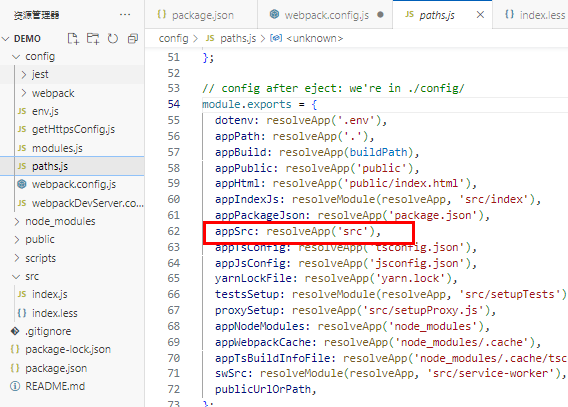 资源管理器
···
DEMO
config
jest
webpack
JS env.js
JS getHttpsConfig.js
JS modules.js
JS paths.js
webpack.config.js
webpackDevServer.co...
node_modules
public
scripts
src
JS index.js
{} index.less
.gitignore
{} package-lock.json
{} package.json
README.md
{} package.json
webpack.config.js
JS paths.js
{} index.less
config > JS paths.js > <unknown>
51 };
52
53 // config after eject: we're in ./config/
54 module.exports = {
55 dotenv: resolveApp('.env'),
56 appPath: resolveApp('.'),
57 appBuild: resolveApp(buildPath),
58 appPublic: resolveApp('public'),
59 appHtml: resolveApp('public/index.html'),
60 appIndexJs: resolveModule(resolveApp, 'src/index'),
61 appPackageJson: resolveApp('package.json'),
62 appSrc: resolveApp('src'),
63 appTsConfig: resolveApp('tsconfig.json'),
64 appJsConfig: resolveApp('jsconfig.json'),
65 yarnLockFile: resolveApp('yarn.lock'),
66 testsSetup: resolveModule(resolveApp, 'src/setupTests')
67 proxySetup: resolveApp('src/setupProxy.js'),
68 appNodeModules: resolveApp('node_modules'),
69 appWebpackCache: resolveApp('node_modules/.cache'),
70 appTsBuildInfoFile: resolveApp('node_modules/.cache/tsc
71 swSrc: resolveModule(resolveApp, 'src/service-worker'),
72 publicUrlOrPath,
73 };